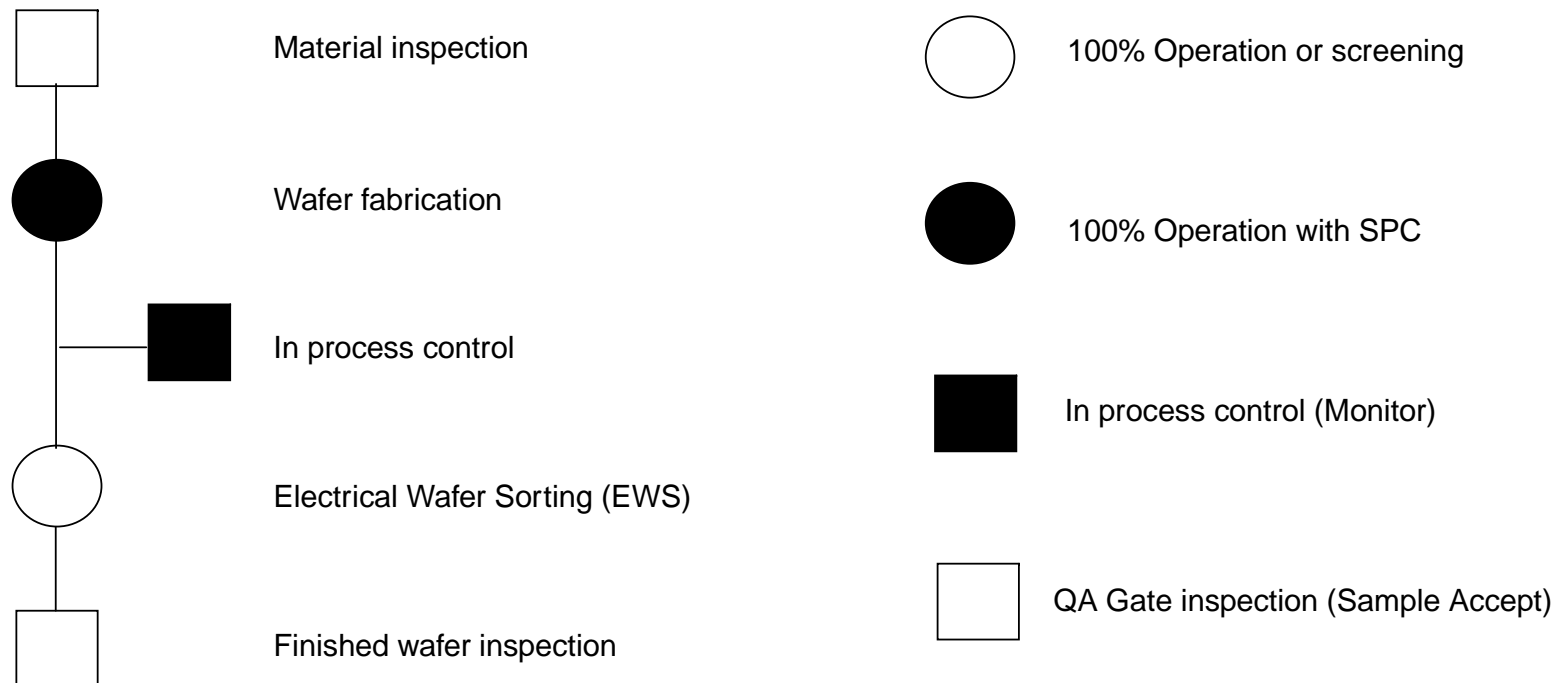 Material inspection
Wafer fabrication
In process control
Electrical Wafer Sorting (EWS)
Finished wafer inspection
100% Operation or screening
100% Operation with SPC
In process control (Monitor)
QA Gate inspection (Sample Accept)